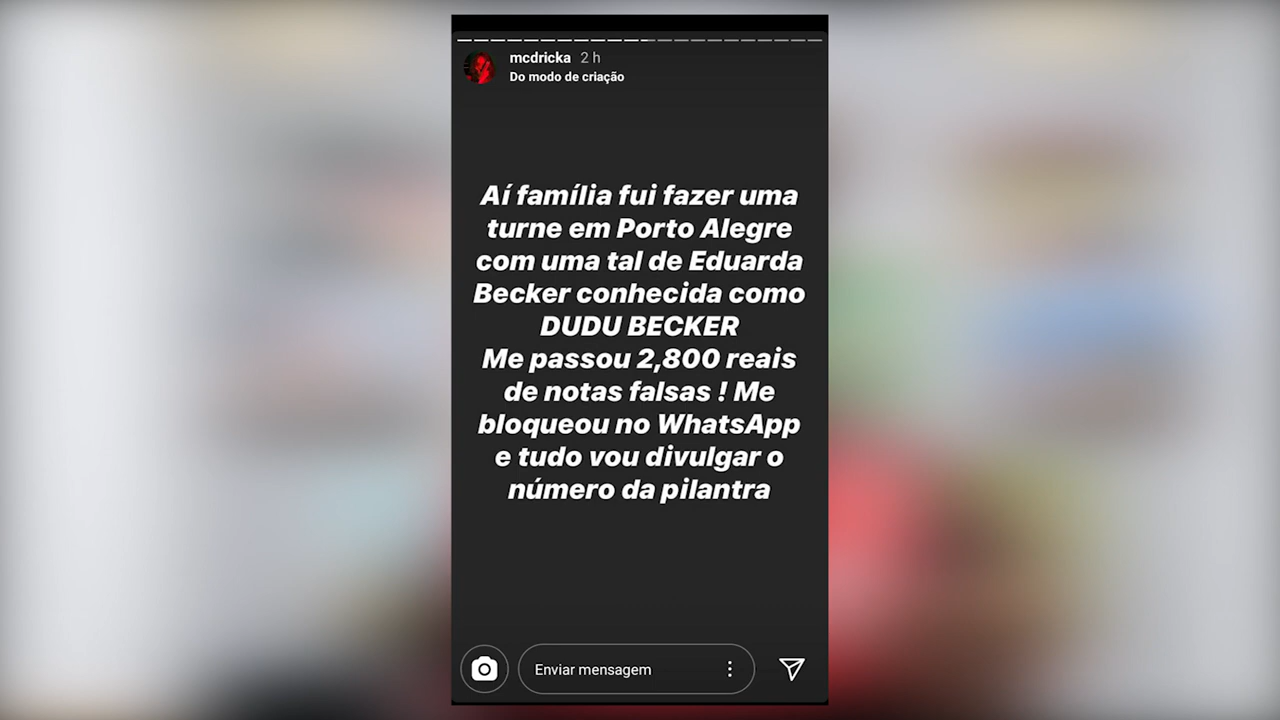 mcdricka 2 h
Do modo de criação
Aí família fui fazer uma
turne em Porto Alegre
com uma tal de Eduarda
Becker conhecida como
DUDU BECKER
Me passou 2,800 reais
de notas falsas ! Me
bloqueou no WhatsApp
e tudo vou divulgar o
número da pilantra
Enviar mensagem